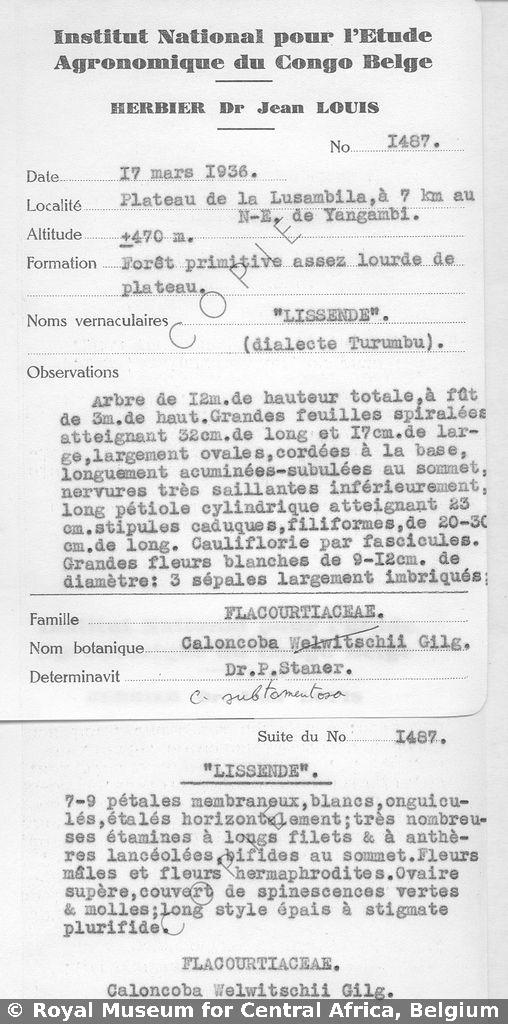 Institut National pour l'Etude
Agronomique du Congo Belge
HERBIER Dr Jean LOUIS
No I487.
Date I7 mars I936.
Localité Plateau de la Lusambila,à 7 km au
N-E. de Yangambi.
Altitude +470 m.
Formation Forêt primitive assez lourde de
plateau.
COPIE
Noms vernaculaires "LISSENDE".
(dialecte Turumbu).
Observations
Arbre de I2m.de hauteur totale,à fût
de 3m.de haut.Grandes feuilles spiralées
atteignant 32cm.de long et I7cm.de lar-
ge,largement ovales,cordées à la base,
longuement acuminées-subulées au sommet,
nervures très saillantes inférieurement,
long pétiole cylindrique atteignant 23
cm.stipules caduques,filiformes,de 20-30
cm.de long. Cauliflorie par fascicules.
Grandes fleurs blanches de 9-I2cm. de
diamètre: 3 sépales largement imbriqués;
Famille FLACOURTIACEAE.
Nom botanique Caloncoba Welwitschii Gilg.
Determinavit Dr.P.Staner.
C. subtomentosa
Suite du No I487.
"LISSENDE".
7-9 pétales membraneux,blancs,onguicu-
lés,étalés horizontalement;très nombreu-
ses étamines à longs filets & à anthè-
res lancéolées,bifides au sommet.Fleurs
mâles et fleurs hermaphrodites.Ovaire
supère,couvert de spinescences vertes
& molles;long style épais à stigmate
plurifide.
COPIE
FLACOURTIACEAE.
Caloncoba Welwitschii Gilg.
© Royal Museum for Central Africa, Belgium